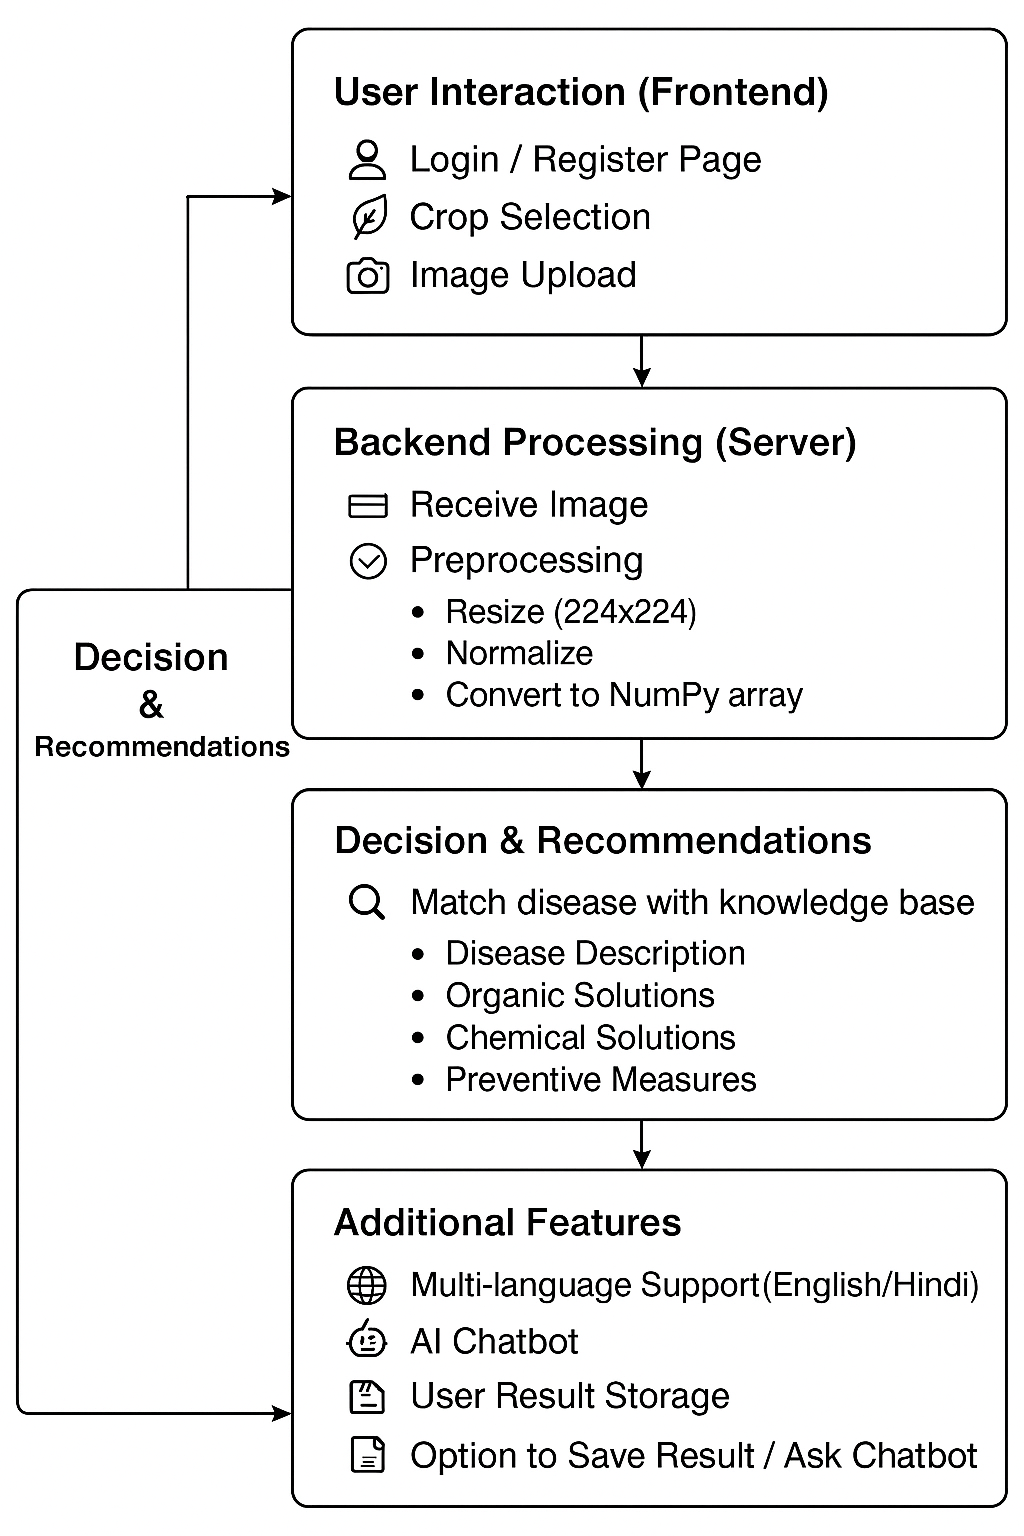 User Interaction (Frontend)
Login / Register Page
Crop Selection
Image Upload
Backend Processing (Server)
Receive Image
Preprocessing
• Resize (224x224)
• Normalize
• Convert to NumPy array
Decision
&
Recommendations
Decision & Recommendations
Match disease with knowledge base
• Disease Description
• Organic Solutions
• Chemical Solutions
• Preventive Measures
Additional Features
Multi-language Support(English/Hindi)
AI Chatbot
User Result Storage
Option to Save Result / Ask Chatbot